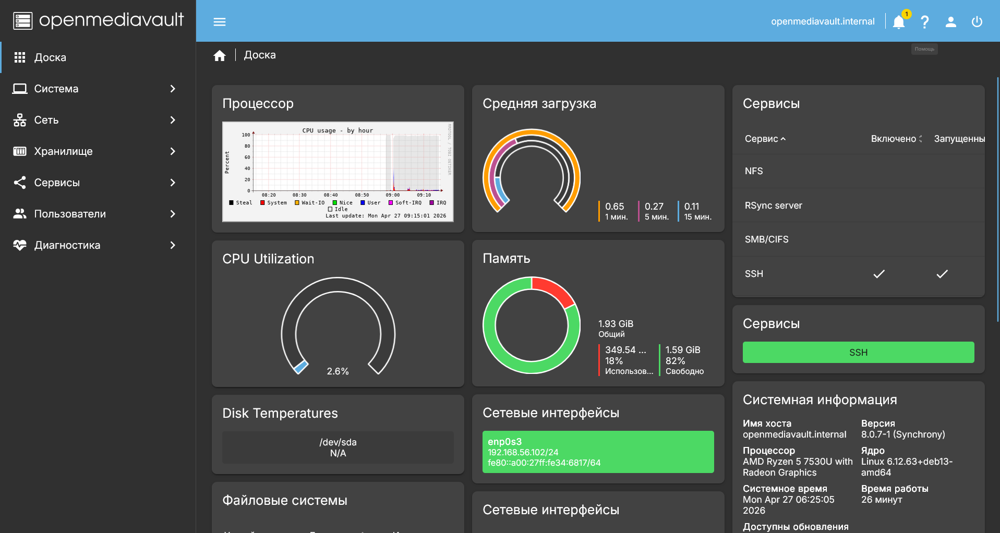 openmediavault
openmediavault.internal
1
Помощь
Доска
Система
Сеть
Хранилище
Сервисы
Пользователи
Диагностика
Доска
Процессор
CPU usage - by hour
RRDTOOL / TOBI OETIKER
Percent
100
80
60
40
20
0
08:20 08:30 08:40 08:50 09:00 09:10
Steal System Wait-IO Nice User Soft-IRQ IRQ
Idle
Last update: Mon Apr 27 09:15:01 2026
CPU Utilization
2.6%
Disk Temperatures
/dev/sda
N/A
Файловые системы
Средняя загрузка
0.65 0.27 0.11
1 мин. 5 мин. 15 мин.
Память
1.93 GiB
Общий
349.54 ... 1.59 GiB
18% 82%
Использов... Свободно
Сетевые интерфейсы
enp0s3
192.168.56.102/24
fe80::a00:27ff:fe34:6817/64
Сетевые интерфейсы
Сервисы
Сервис Включено Запущенны
NFS
RSync server
SMB/CIFS
SSH
Сервисы
SSH
Системная информация
Имя хоста Версия
openmediavault.internal 8.0.7-1 (Synchrony)
Процессор Ядро
AMD Ryzen 5 7530U with Linux 6.12.63+deb13-
Radeon Graphics amd64
Системное время Время работы
Mon Apr 27 06:25:05 26 минут
2026
Доступны обновления